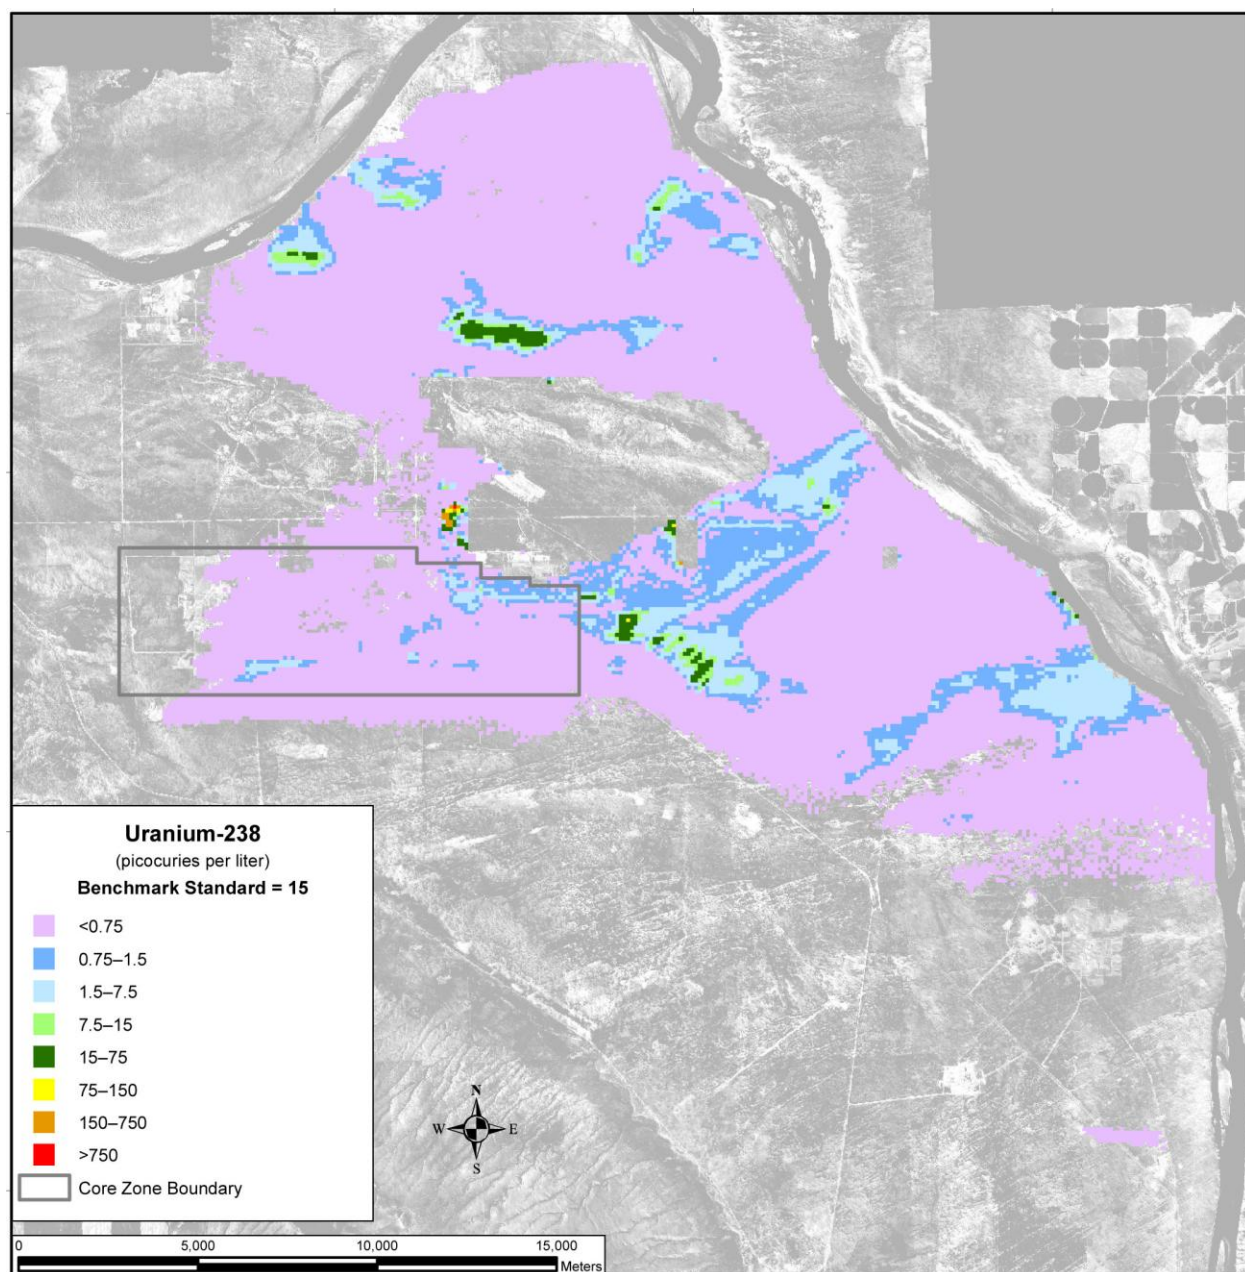 Uranium-238
(picocuries per liter)
Benchmark Standard = 15
<0.75
0.75–1.5
1.5–7.5
7.5–15
15–75
75–150
150–750
>750
Core Zone Boundary
N
W E
S
0 5,000 10,000 15,000
Meters